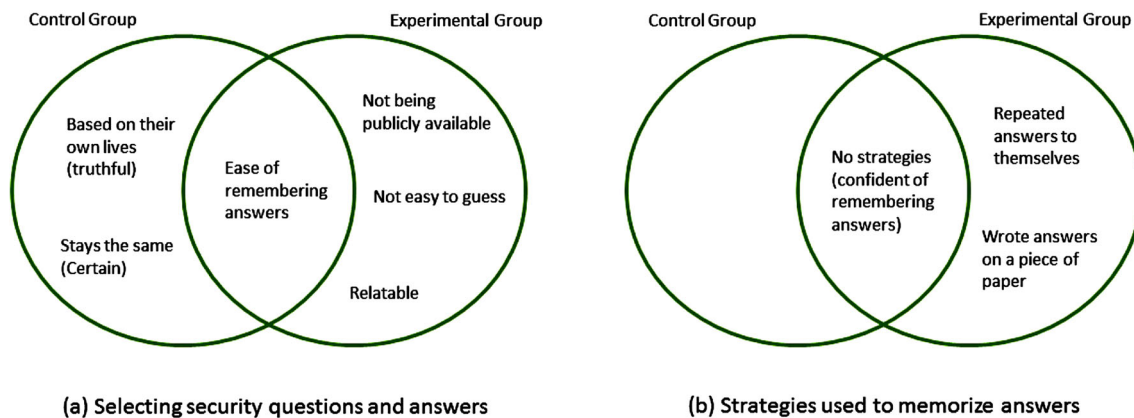 Control Group
Experimental Group
Based on their
own lives
(truthful)
Stays the same
(Certain)
Ease of
remembering
answers
Not being
publicly available
Not easy to guess
Relatable
(a) Selecting security questions and answers
Control Group
Experimental Group
No strategies
(confident of
remembering
answers)
Repeated
answers to
themselves
Wrote answers
on a piece of
paper
(b) Strategies used to memorize answers